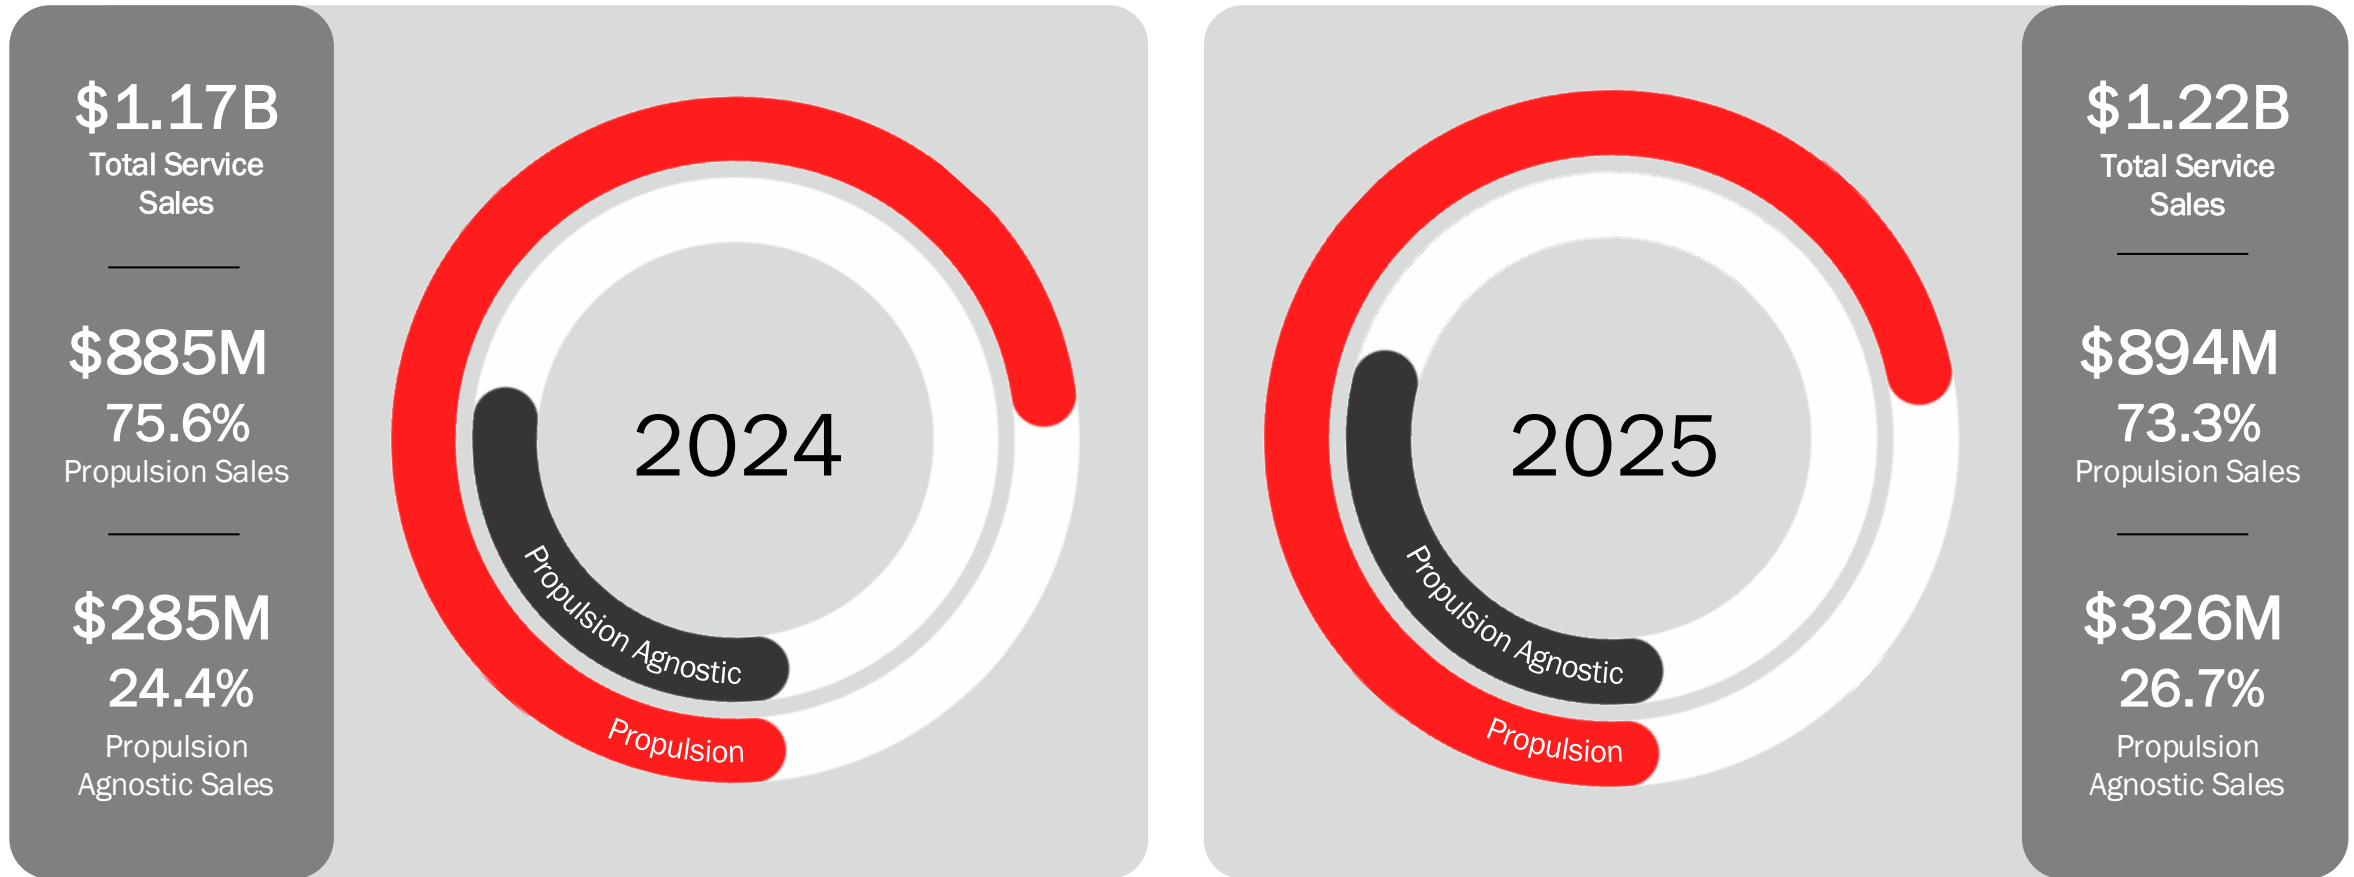 $1.17B
Total Service
Sales
$885M
75.6%
Propulsion Sales
$285M
24.4%
Propulsion
Agnostic Sales
2024
Propulsion Agnostic
Propulsion
2025
Propulsion Agnostic
Propulsion
$1.22B
Total Service
Sales
$894M
73.3%
Propulsion Sales
$326M
26.7%
Propulsion
Agnostic Sales